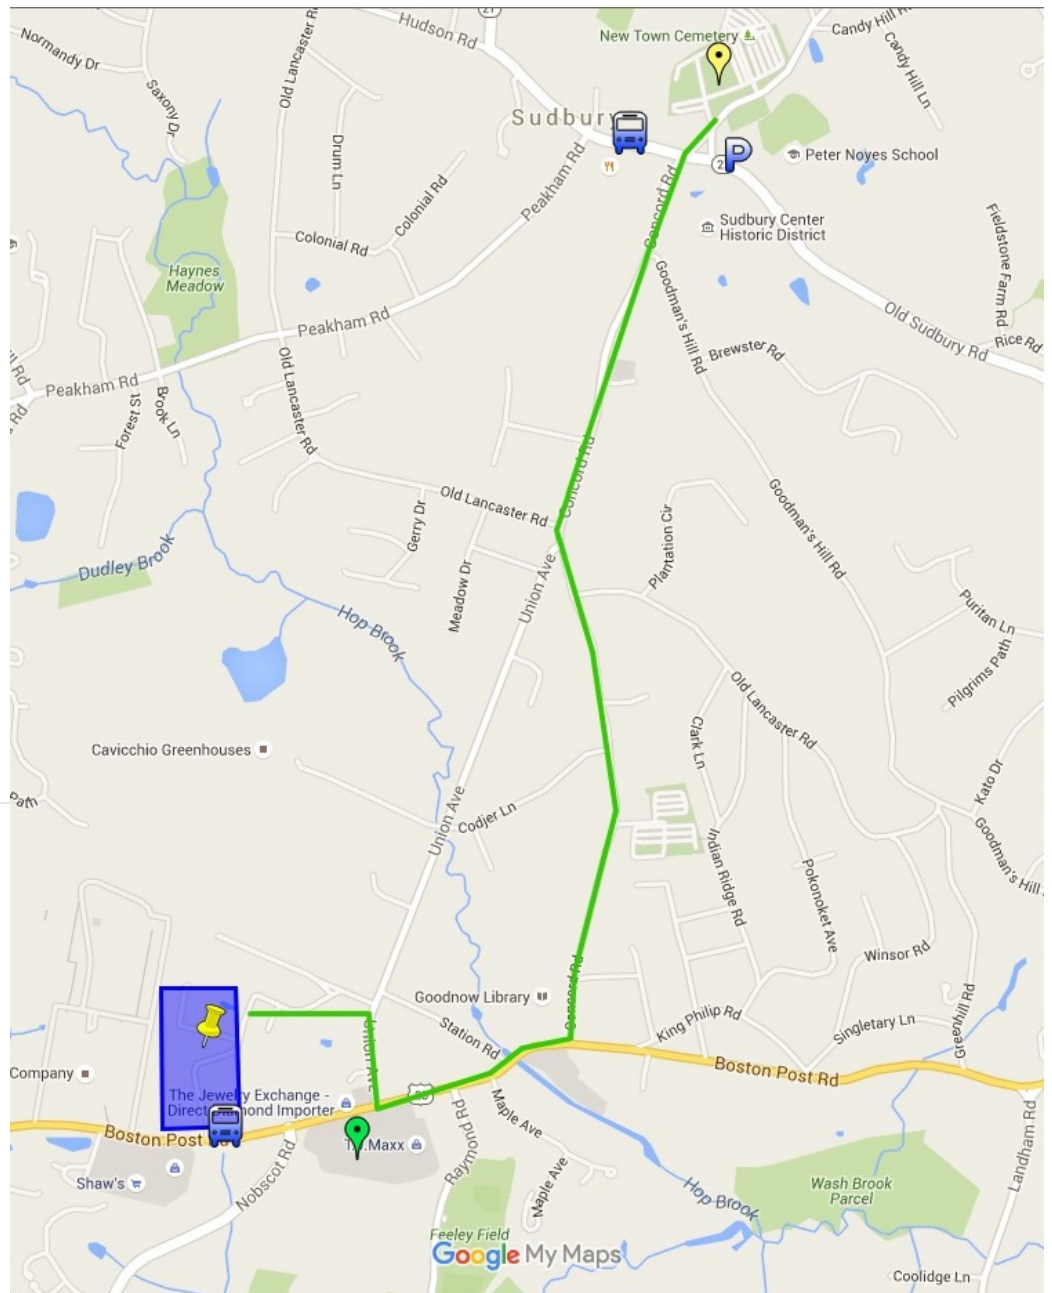 27
Hudson Rd
New Town Cemetery
Candy Hill Rd
Candy Hill Ln
Normandy Dr
Saxony Dr
Old Lancaster Rd
Drum Ln
Sudbury
P
Peter Noyes School
Peakham Rd
Concord Rd
Colonial Rd
Colonial Rd
Sudbury Center
Historic District
Fieldstone Farm Rd
Haynes
Meadow
Goodman's Hill Rd
Peakham Rd
Old Sudbury Rd
Rice Rd
Brewster Rd
Peakham Rd
Old Lancaster Rd
Forest St
Brook Ln
Concord Rd
Goodman's Hill Rd
Old Lancaster Rd
Gerry Dr
Plantation Cir
Dudley Brook
Meadow Dr
Union Ave
Puritan Ln
Hop Brook
Pilgrims Path
Old Lancaster Rd
Clark Ln
Cavicchio Greenhouses
Kato Dr
Path
Codjer Ln
Union Ave
Indian Ridge Rd
Pokonoket Ave
Goodman's Hill
Winsor Rd
Concord Rd
Goodnow Library
King Philip Rd
Singletary Ln
Greenhill Rd
Station Rd
Union Ave
Company
Boston Post Rd
The Jewelry Exchange -
Direct Diamond Importer
Maple Ave
Raymond Rd
Boston Post Rd
T.J.Maxx
Landham Rd
Shaw's
Nobscot Rd
Maple Ave
Hop Brook
Wash Brook
Parcel
Feeley Field
Google My Maps
Coolidge Ln